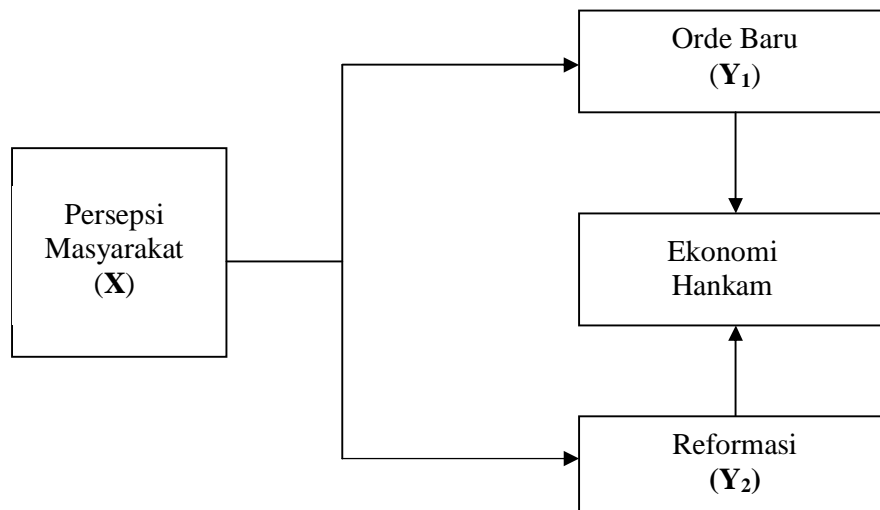 Orde Baru
(Y₁)
Persepsi
Masyarakat
(X)
Ekonomi
Hankam
Reformasi
(Y₂)